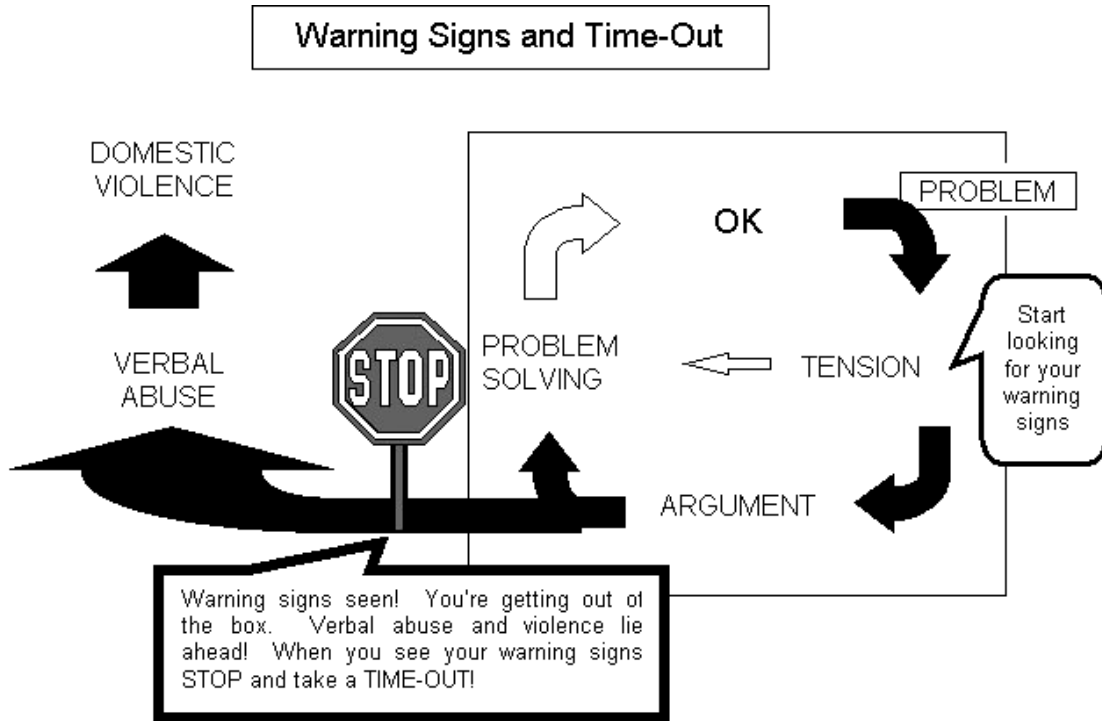 Warning Signs and Time-Out
DOMESTIC
VIOLENCE
PROBLEM
OK
Start
looking
for your
warning
signs
STOP
PROBLEM
SOLVING
TENSION
VERBAL
ABUSE
ARGUMENT
Warning signs seen! You're getting out of
the box. Verbal abuse and violence lie
ahead! When you see your warning signs
STOP and take a TIME-OUT!